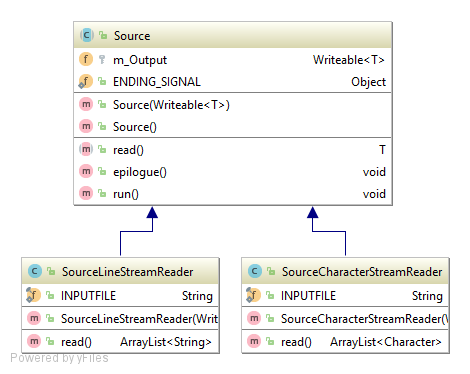 C Source
f m_Output Writeable<T>
f ENDING_SIGNAL Object
m Source(Writeable<T>)
m Source()
m read() T
m epilogue() void
m run() void
C SourceLineStreamReader
f INPUTFILE String
m SourceLineStreamReader(Writ
m read() ArrayList<String>
C SourceCharacterStreamReader
f INPUTFILE String
m SourceCharacterStreamReader(W
m read() ArrayList<Character>
Powered by yFiles